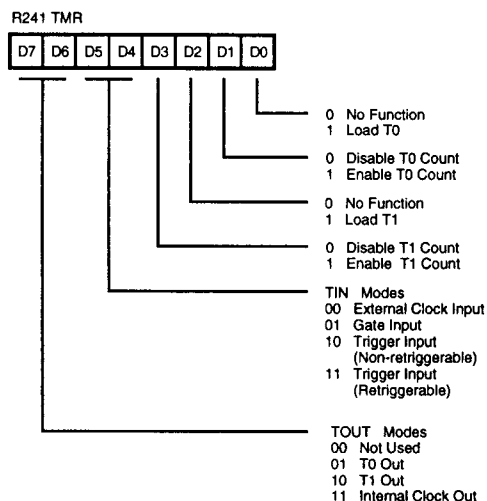 R241 TMR
D7 D6 D5 D4 D3 D2 D1 D0
0 No Function
1 Load T0
0 Disable T0 Count
1 Enable T0 Count
0 No Function
1 Load T1
0 Disable T1 Count
1 Enable T1 Count
TIN Modes
00 External Clock Input
01 Gate Input
10 Trigger Input
(Non-retriggerable)
11 Trigger Input
(Retriggerable)
TOUT Modes
00 Not Used
01 T0 Out
10 T1 Out
11 Internal Clock Out